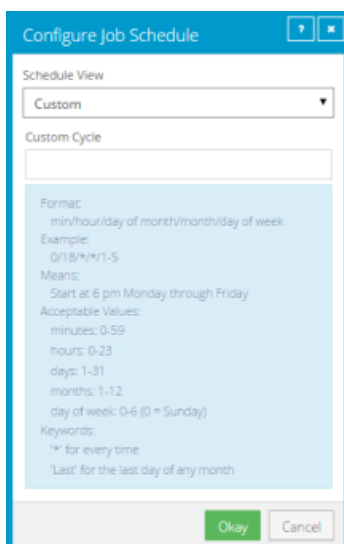 Configure Job Schedule
?
×
Schedule View
Custom
Custom Cycle
Format:
min/hour/day of month/month/day of week
Example:
0/18/*/*/1-5
Means:
Start at 6 pm Monday through Friday
Acceptable Values:
minutes: 0-59
hours: 0-23
days: 1-31
months: 1-12
day of week: 0-6 (0 = Sunday)
Keywords:
'*' for every time
'Last' for the last day of any month
Okay
Cancel